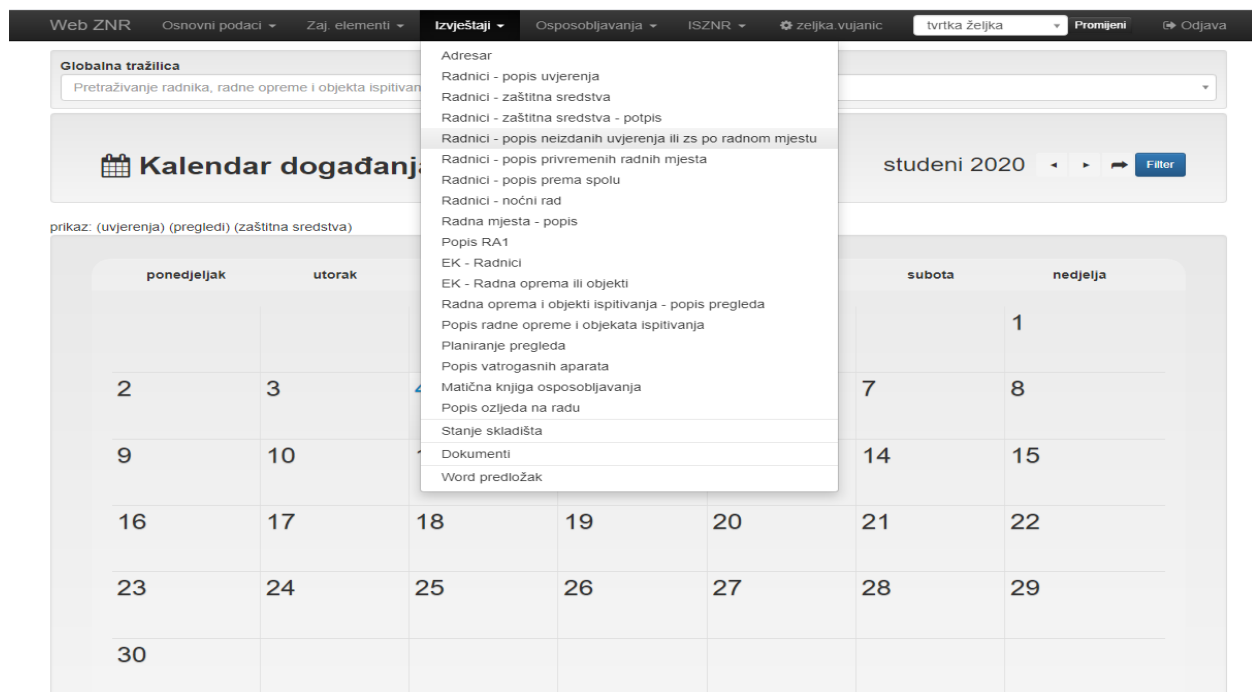 Web ZNR Osnovni podaci Zaj. elementi Izvještaji Osposobljavanja ISZNR zeljka.vujanic tvrtka željka Promijeni Odjava
Globalna tražilica
Pretraživanje radnika, radne opreme i objekta
Adresar
Radnici - popis uvjerenja
Radnici - zaštitna sredstva
Radnici - zaštitna sredstva - potpis
Radnici - popis neizdanih uvjerenja ili zs po radnom mjestu
Radnici - popis privremenih radnih mjesta
Radnici - popis prema spolu
Radnici - noćni rad
Radna mjesta - popis
Popis RA1
EK - Radnici
EK - Radna oprema ili objekti
Radna oprema i objekti ispitivanja - popis pregleda
Popis radne opreme i objekata ispitivanja
Planiranje pregleda
Popis vatrogasnih aparata
Matična knjiga osposobljavanja
Popis ozljeda na radu
Stanje skladišta
Dokumenti
Word predložak
Kalendar događanj
studeni 2020 Filter
prikaz: (uvjerenja) (pregledi) (zaštitna sredstva)
ponedjeljak utorak subota nedjelja
1
2 3 7 8
9 10 14 15
16 17 18 19 20 21 22
23 24 25 26 27 28 29
30